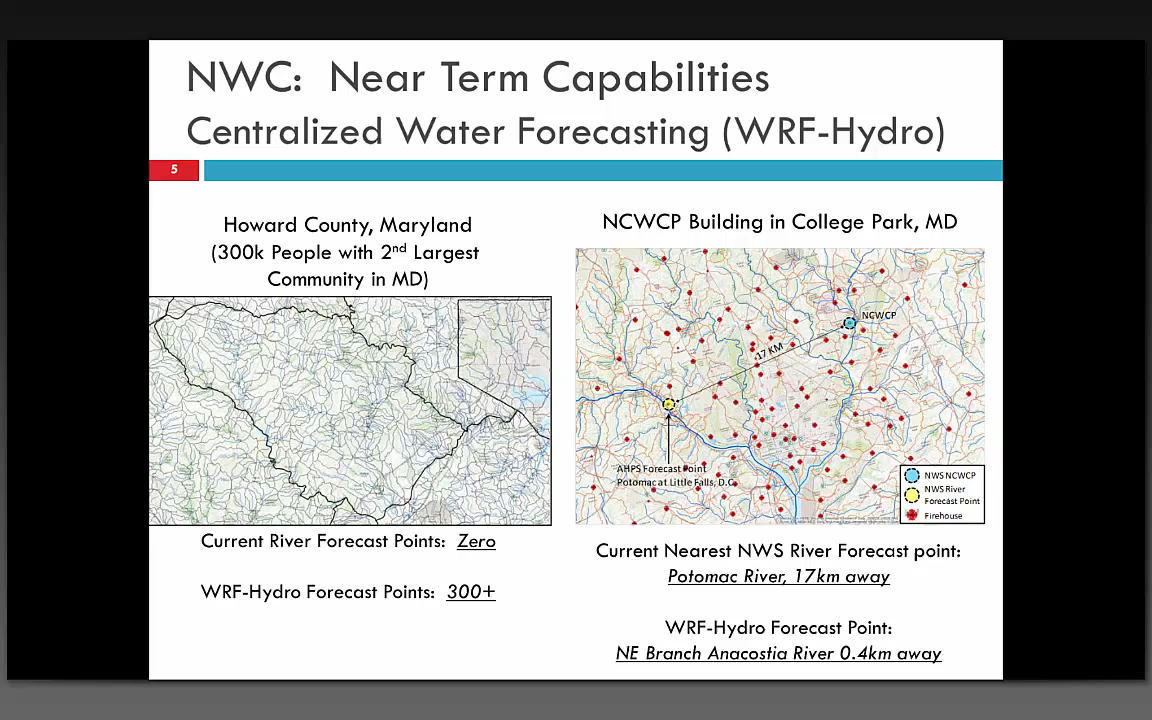 NWC: Near Term Capabilities
Centralized Water Forecasting (WRF-Hydro)
5
Howard County, Maryland
(300k People with 2nd Largest
Community in MD)
Current River Forecast Points: Zero
WRF-Hydro Forecast Points: 300+
NCWCP Building in College Park, MD
NCWCP
17 KM
AHPS Forecast Point
Potomac at Little Falls, D.C.
NWS NCWCP
NWS River
Forecast Point
Firehouse
Current Nearest NWS River Forecast point:
Potomac River, 17km away
WRF-Hydro Forecast Point:
NE Branch Anacostia River 0.4km away